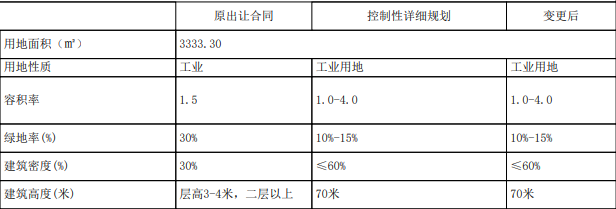 原出让合同 控制性详细规划 变更后
用地面积（㎡） 3333.30
用地性质 工业 工业用地 工业用地
容积率 1.5 1.0-4.0 1.0-4.0
绿地率(%) 30% 10%-15% 10%-15%
建筑密度(%) 30% ≤60% ≤60%
建筑高度(米) 层高3-4米，二层以上 70米 70米